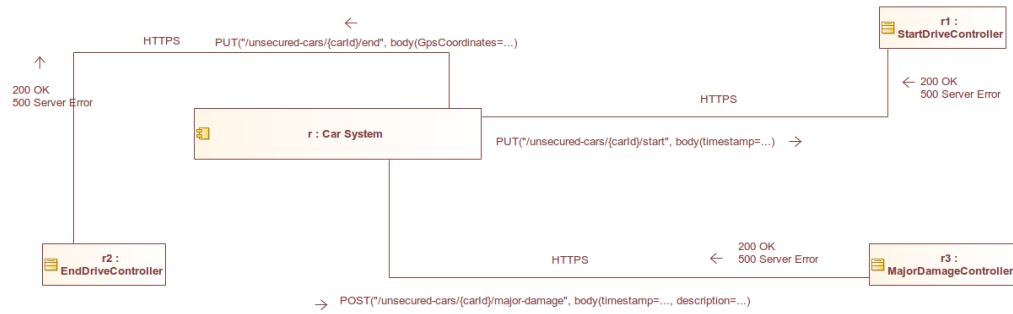 r1 :
StartDriveController
HTTPS
PUT("/unsecured-cars/{carId}/end", body(GpsCoordinates=...)
200 OK
500 Server Error
200 OK
500 Server Error
HTTPS
r : Car System
PUT("/unsecured-cars/{carId}/start", body(timestamp=...)
200 OK
500 Server Error
HTTPS
r2 :
EndDriveController
r3 :
MajorDamageController
POST("/unsecured-cars/{carId}/major-damage", body(timestamp=..., description=...)